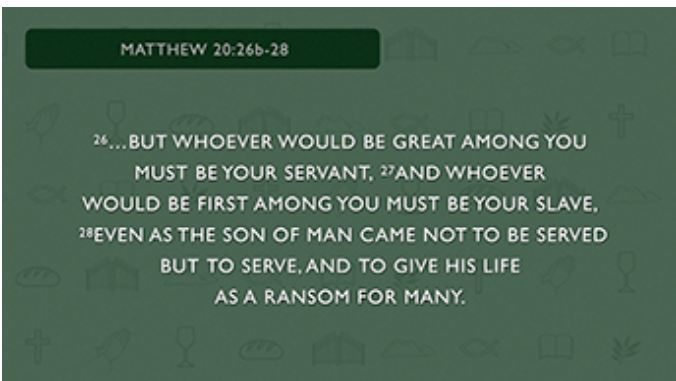 MATTHEW 20:26b-28
26...BUT WHOEVER WOULD BE GREAT AMONG YOU
MUST BE YOUR SERVANT, 27AND WHOEVER
WOULD BE FIRST AMONG YOU MUST BE YOUR SLAVE,
28EVEN AS THE SON OF MAN CAME NOT TO BE SERVED
BUT TO SERVE, AND TO GIVE HIS LIFE
AS A RANSOM FOR MANY.